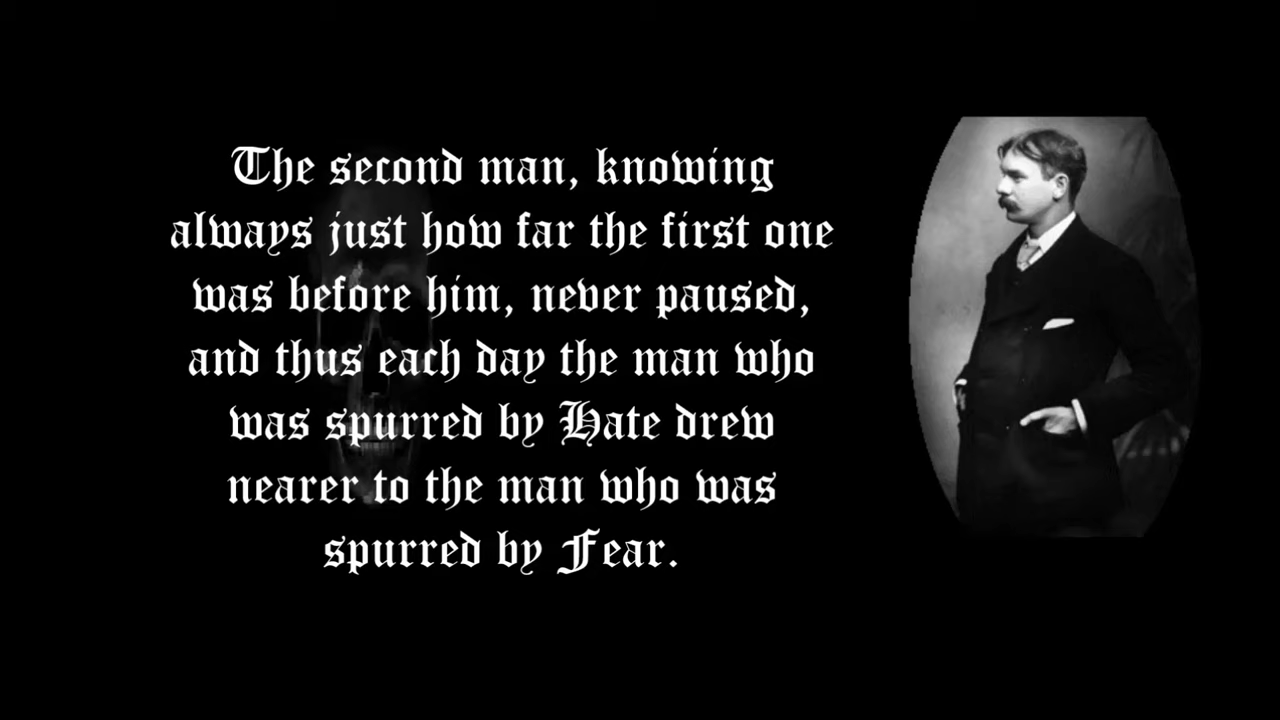 The second man, knowing
always just how far the first one
was before him, never paused,
and thus each day the man who
was spurred by Hate drew
nearer to the man who was
spurred by Fear.